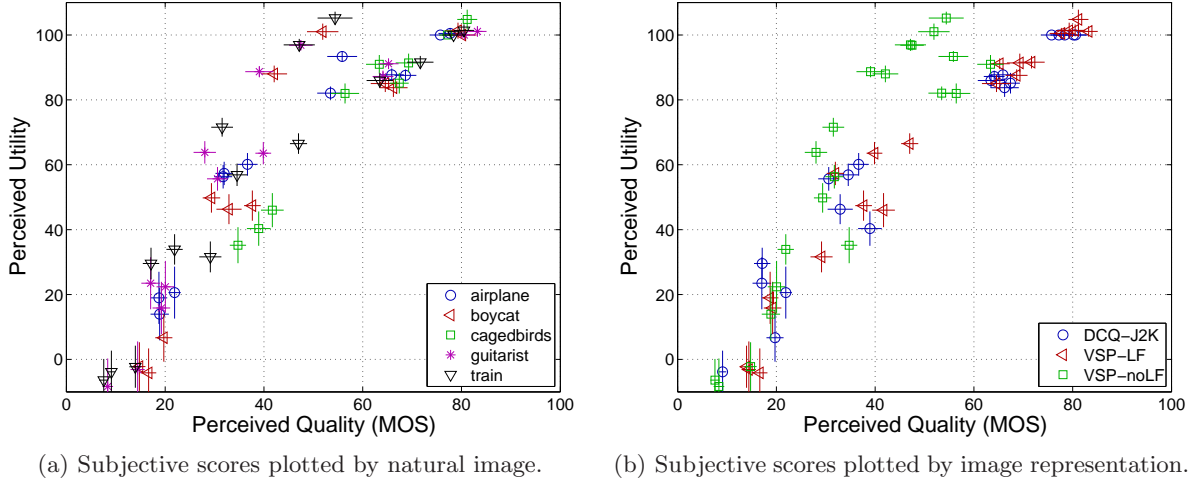 100
80
60
40
20
0
Perceived Utility
airplane
boycat
cagedbirds
guitarist
train
0 20 40 60 80 100
Perceived Quality (MOS)
(a) Subjective scores plotted by natural image.
100
80
60
40
20
0
Perceived Utility
DCQ−J2K
VSP−LF
VSP−noLF
0 20 40 60 80 100
Perceived Quality (MOS)
(b) Subjective scores plotted by image representation.